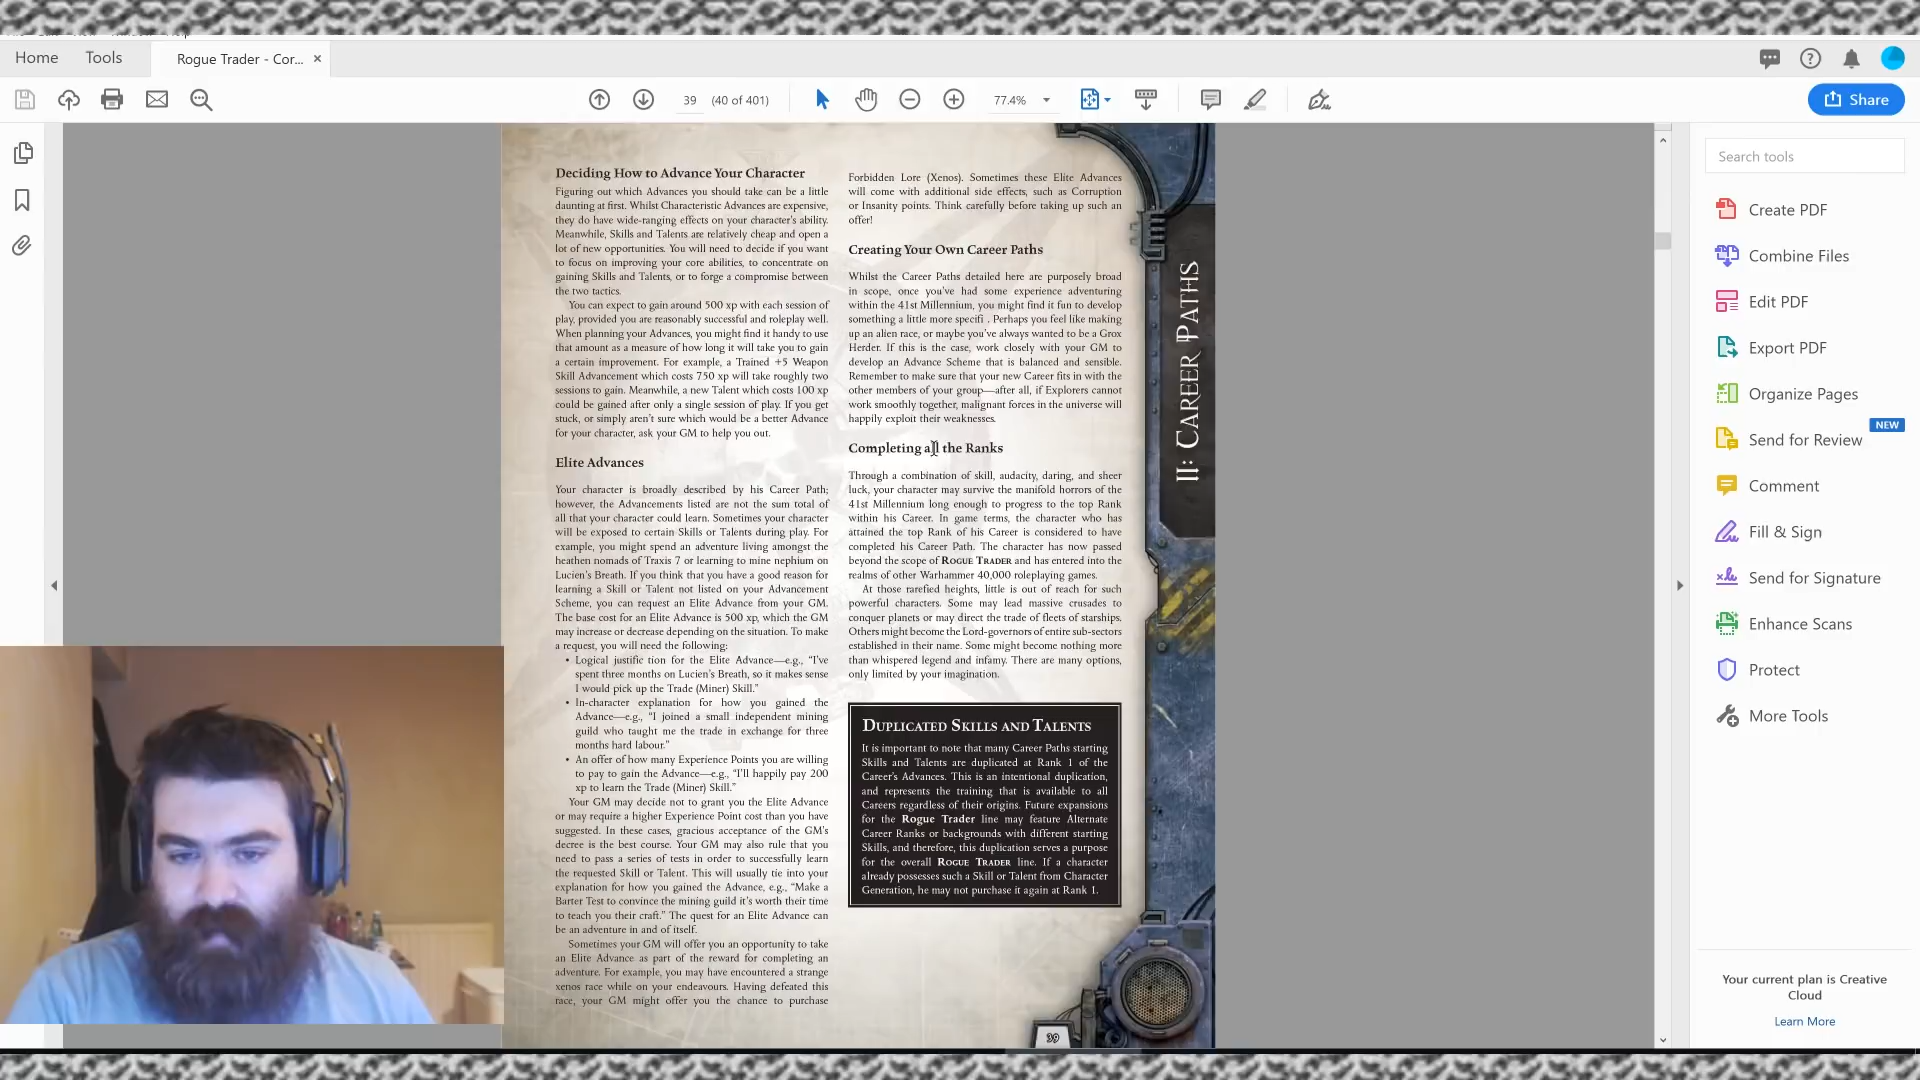 Home
Tools
Rogue Trader - Cor...
39
(40 of 401)
77.4%
Share
Deciding How to Advance Your Character
Figuring out which Advances you should take can be a little
daunting at first. Whilst Characteristic Advances are expensive,
they do have wide-ranging effects on your character's ability.
Meanwhile, Skills and Talents are relatively cheap and open a
lot of new opportunities. You will need to decide if you want
to focus on improving your core abilities, to concentrate on
gaining Skills and Talents, or to forge a compromise between
the two tactics.
You can expect to gain around 500 xp with each session of
play, provided you are reasonably successful and roleplay well.
When planning your Advances, you might find it handy to use
that amount as a measure of how long it will take you to gain
a certain improvement. For example, a Trained +5 Weapon
Skill Advancement which costs 750 xp will take roughly two
sessions to gain. Meanwhile, a new Talent which costs 100 xp
could be gained after only a single session of play. If you get
stuck, or simply aren't sure which would be a better Advance
for your character, ask your GM to help you out.
Elite Advances
Your character is broadly described by his Career Path;
however, the Advancements listed are not the sum total of
all that your character could learn. Sometimes your character
will be exposed to certain Skills or Talents during play. For
example, you might spend an adventure living amongst the
heathen nomads of Traxis 7 or learning to mine nephium on
Lucien's Breath. If you think that you have a good reason for
learning a Skill or Talent not listed on your Advancement
Scheme, you can request an Elite Advance from your GM.
The base cost for an Elite Advance is 500 xp, which the GM
may increase or decrease depending on the situation. To make
a request, you will need the following:
• Logical justific tion for the Elite Advance—e.g., "I've
spent three months on Lucien's Breath, so it makes sense
I would pick up the Trade (Miner) Skill."
• In-character explanation for how you gained the
Advance—e.g., "I joined a small independent mining
guild who taught me the trade in exchange for three
months hard labour."
• An offer of how many Experience Points you are willing
to pay to gain the Advance—e.g., "I'll happily pay 200
xp to learn the Trade (Miner) Skill."
Your GM may decide not to grant you the Elite Advance
or may require a higher Experience Point cost than you have
suggested. In these cases, gracious acceptance of the GM's
decree is the best course. Your GM may also rule that you
need to pass a series of tests in order to successfully learn
the requested Skill or Talent. This will usually tie into your
explanation for how you gained the Advance, e.g., "Make a
Barter Test to convince the mining guild it's worth their time
to teach you their craft." The quest for an Elite Advance can
be an adventure in and of itself.
Sometimes your GM will offer you an opportunity to take
an Elite Advance as part of the reward for completing an
adventure. For example, you may have encountered a strange
xenos race while on your endeavours. Having defeated this
race, your GM might offer you the chance to purchase
Forbidden Lore (Xenos). Sometimes these Elite Advances
will come with additional side effects, such as Corruption
or Insanity points. Think carefully before taking up such an
offer!
Creating Your Own Career Paths
Whilst the Career Paths detailed here are purposely broad
in scope, once you've had some experience adventuring
within the 41st Millennium, you might find it fun to develop
something a little more specifi . Perhaps you feel like making
up an alien race, or maybe you've always wanted to be a Grox
Herder. If this is the case, work closely with your GM to
develop an Advance Scheme that is balanced and sensible.
Remember to make sure that your new Career fits in with the
other members of your group—after all, if Explorers cannot
work smoothly together, malignant forces in the universe will
happily exploit their weaknesses.
Completing all the Ranks
Through a combination of skill, audacity, daring, and sheer
luck, your character may survive the manifold horrors of the
41st Millennium long enough to progress to the top Rank
within his Career. In game terms, the character who has
attained the top Rank of his Career is considered to have
completed his Career Path. The character has now passed
beyond the scope of ROGUE TRADER and has entered into the
realms of other Warhammer 40,000 roleplaying games.
At those rarefied heights, little is out of reach for such
powerful characters. Some may lead massive crusades to
conquer planets or may direct the trade of fleets of starships.
Others might become the Lord-governors of entire sub-sectors
established in their name. Some might become nothing more
than whispered legend and infamy. There are many options,
only limited by your imagination.
DUPLICATED SKILLS AND TALENTS
It is important to note that many Career Paths starting
Skills and Talents are duplicated at Rank 1 of the
Career's Advances. This is an intentional duplication,
and represents the training that is available to all
Careers regardless of their origins. Future expansions
for the Rogue Trader line may feature Alternate
Career Ranks or backgrounds with different starting
Skills, and therefore, this duplication serves a purpose
for the overall ROGUE TRADER line. If a character
already possesses such a Skill or Talent from Character
Generation, he may not purchase it again at Rank 1.
II: CAREER PATHS
39
Search tools
Create PDF
Combine Files
Edit PDF
Export PDF
Organize Pages
NEW
Send for Review
Comment
Fill & Sign
Send for Signature
Enhance Scans
Protect
More Tools
Your current plan is Creative
Cloud
Learn More